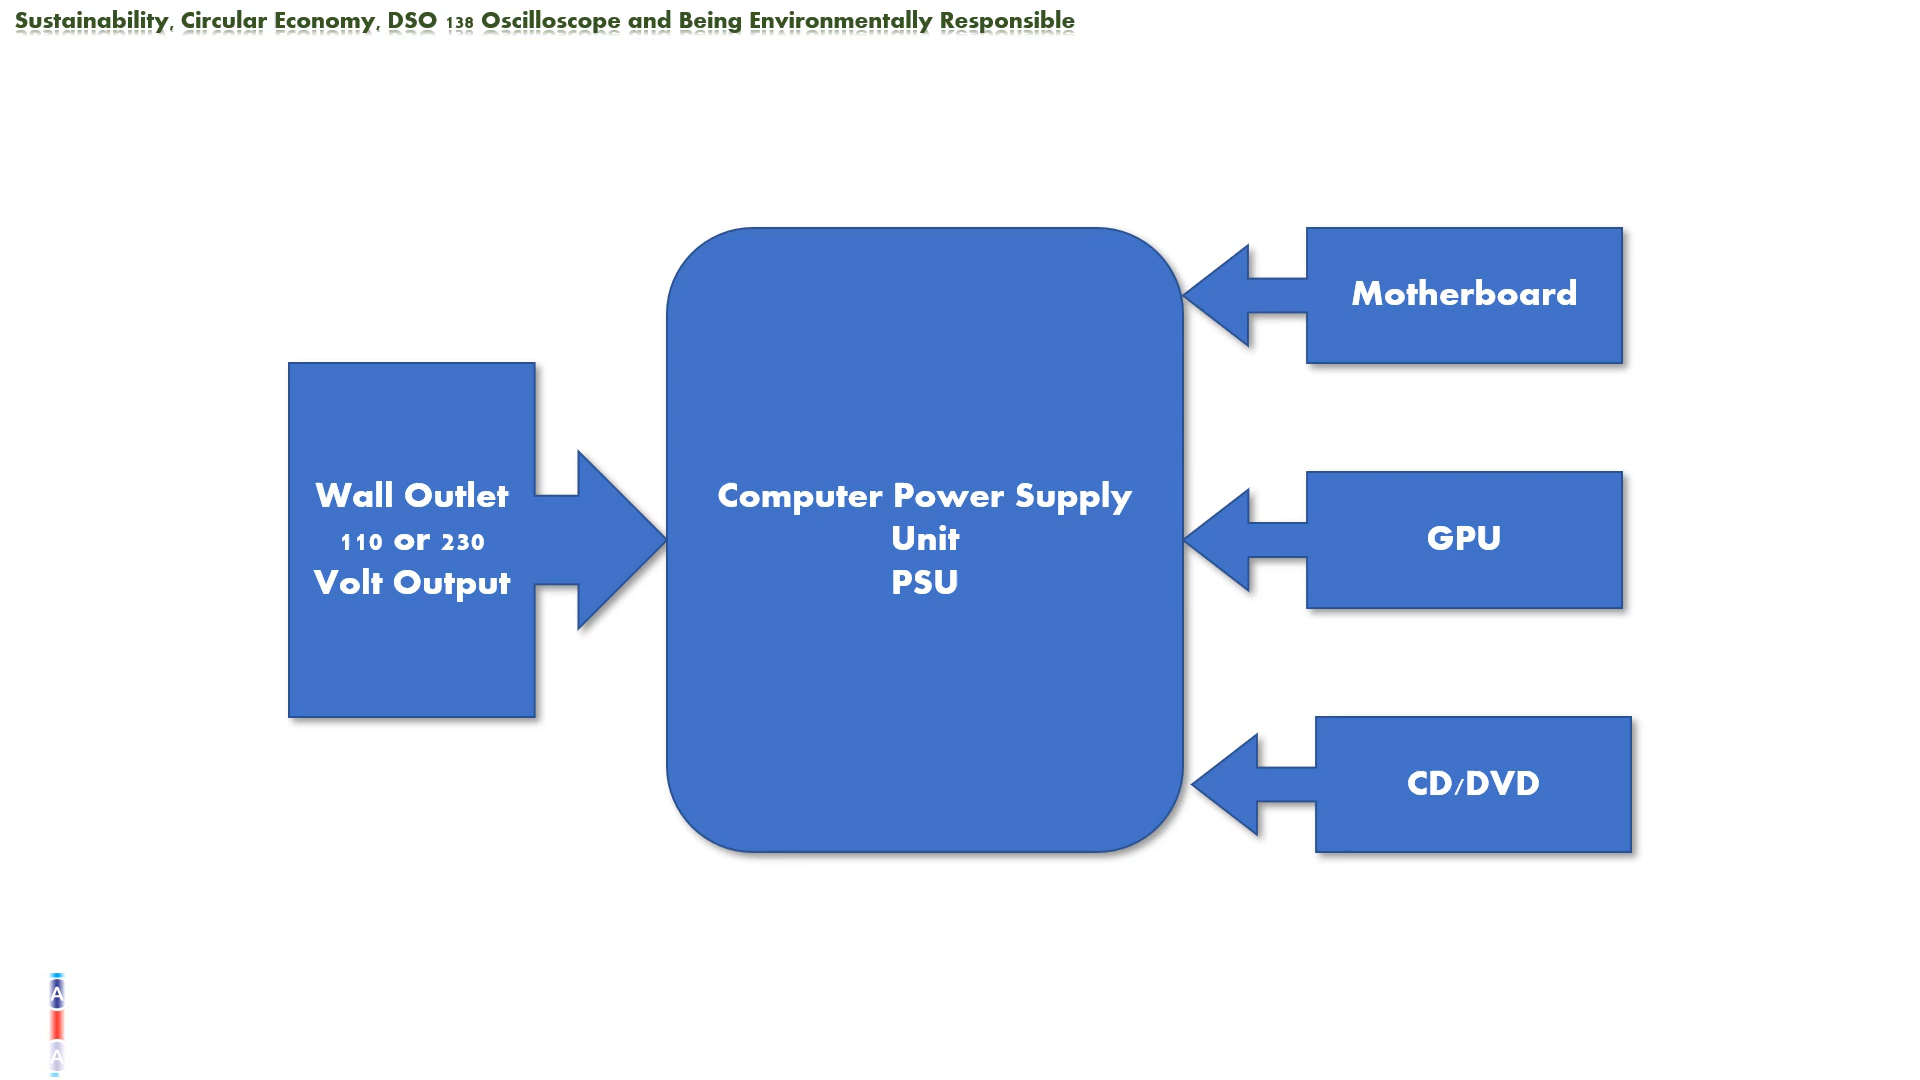 Sustainability, Circular Economy, DSO 138 Oscilloscope and Being Environmentally Responsible
Wall Outlet
110 or 230
Volt Output
Computer Power Supply
Unit
PSU
Motherboard
GPU
CD/DVD
A
A